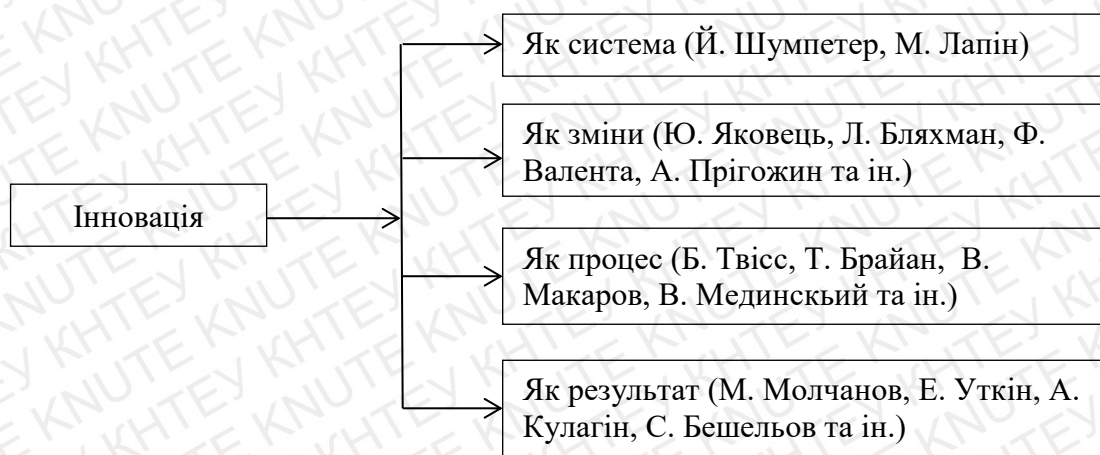 Як система (Й. Шумпетер, М. Лапін)
Як зміни (Ю. Яковець, Л. Бляхман, Ф.
Валента, А. Прігожин та ін.)
Інновація
Як процес (Б. Твісс, Т. Брайан, В.
Макаров, В. Мединскьий та ін.)
Як результат (М. Молчанов, Е. Уткін, А.
Кулагін, С. Бешельов та ін.)